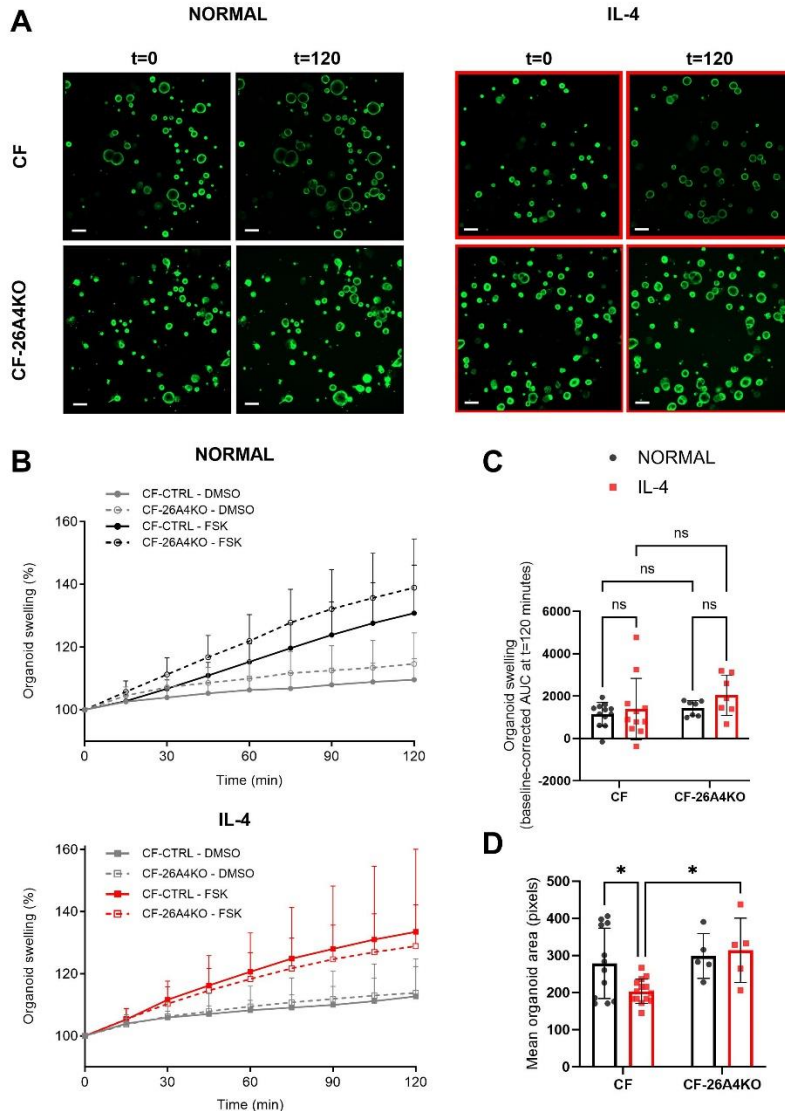 A
NORMAL
IL-4
t=0
t=120
t=0
t=120
CF
CF-26A4KO
B
NORMAL
CF-CTRL - DMSO
CF-26A4KO - DMSO
CF-CTRL - FSK
CF-26A4KO - FSK
160
140
120
100
Organoid swelling (%)
0
30
60
90
120
Time (min)
IL-4
CF-CTRL - DMSO
CF-26A4KO - DMSO
CF-CTRL - FSK
CF-26A4KO - FSK
160
140
120
100
Organoid swelling (%)
0
30
60
90
120
Time (min)
C
NORMAL
IL-4
ns
ns
ns
ns
6000
4000
2000
0
-2000
Organoid swelling
(baseline-corrected AUC at t=120 minutes)
CF
CF-26A4KO
D
*
*
500
400
300
200
100
0
Mean organoid area (pixels)
CF
CF-26A4KO